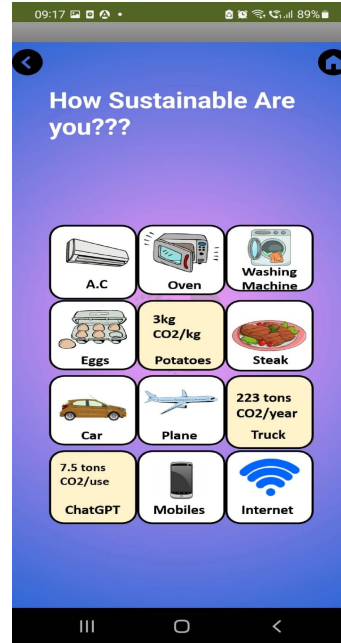 09:17 89%
How Sustainable Are
you???
A.C Oven Washing
Machine
3kg
CO2/kg
Eggs Potatoes Steak
223 tons
CO2/year
Car Plane Truck
7.5 tons
CO2/use
ChatGPT Mobiles Internet